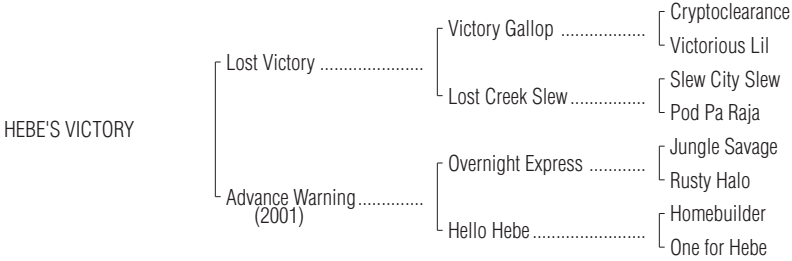 Cryptoclearance
Victory Gallop ...................
Victorious Lil
Lost Victory ......................
Slew City Slew
Lost Creek Slew................
Pod Pa Raja
HEBE'S VICTORY
Jungle Savage
Overnight Express ............
Rusty Halo
Advance Warning..............
(2001)
Homebuilder
Hello Hebe........................
One for Hebe